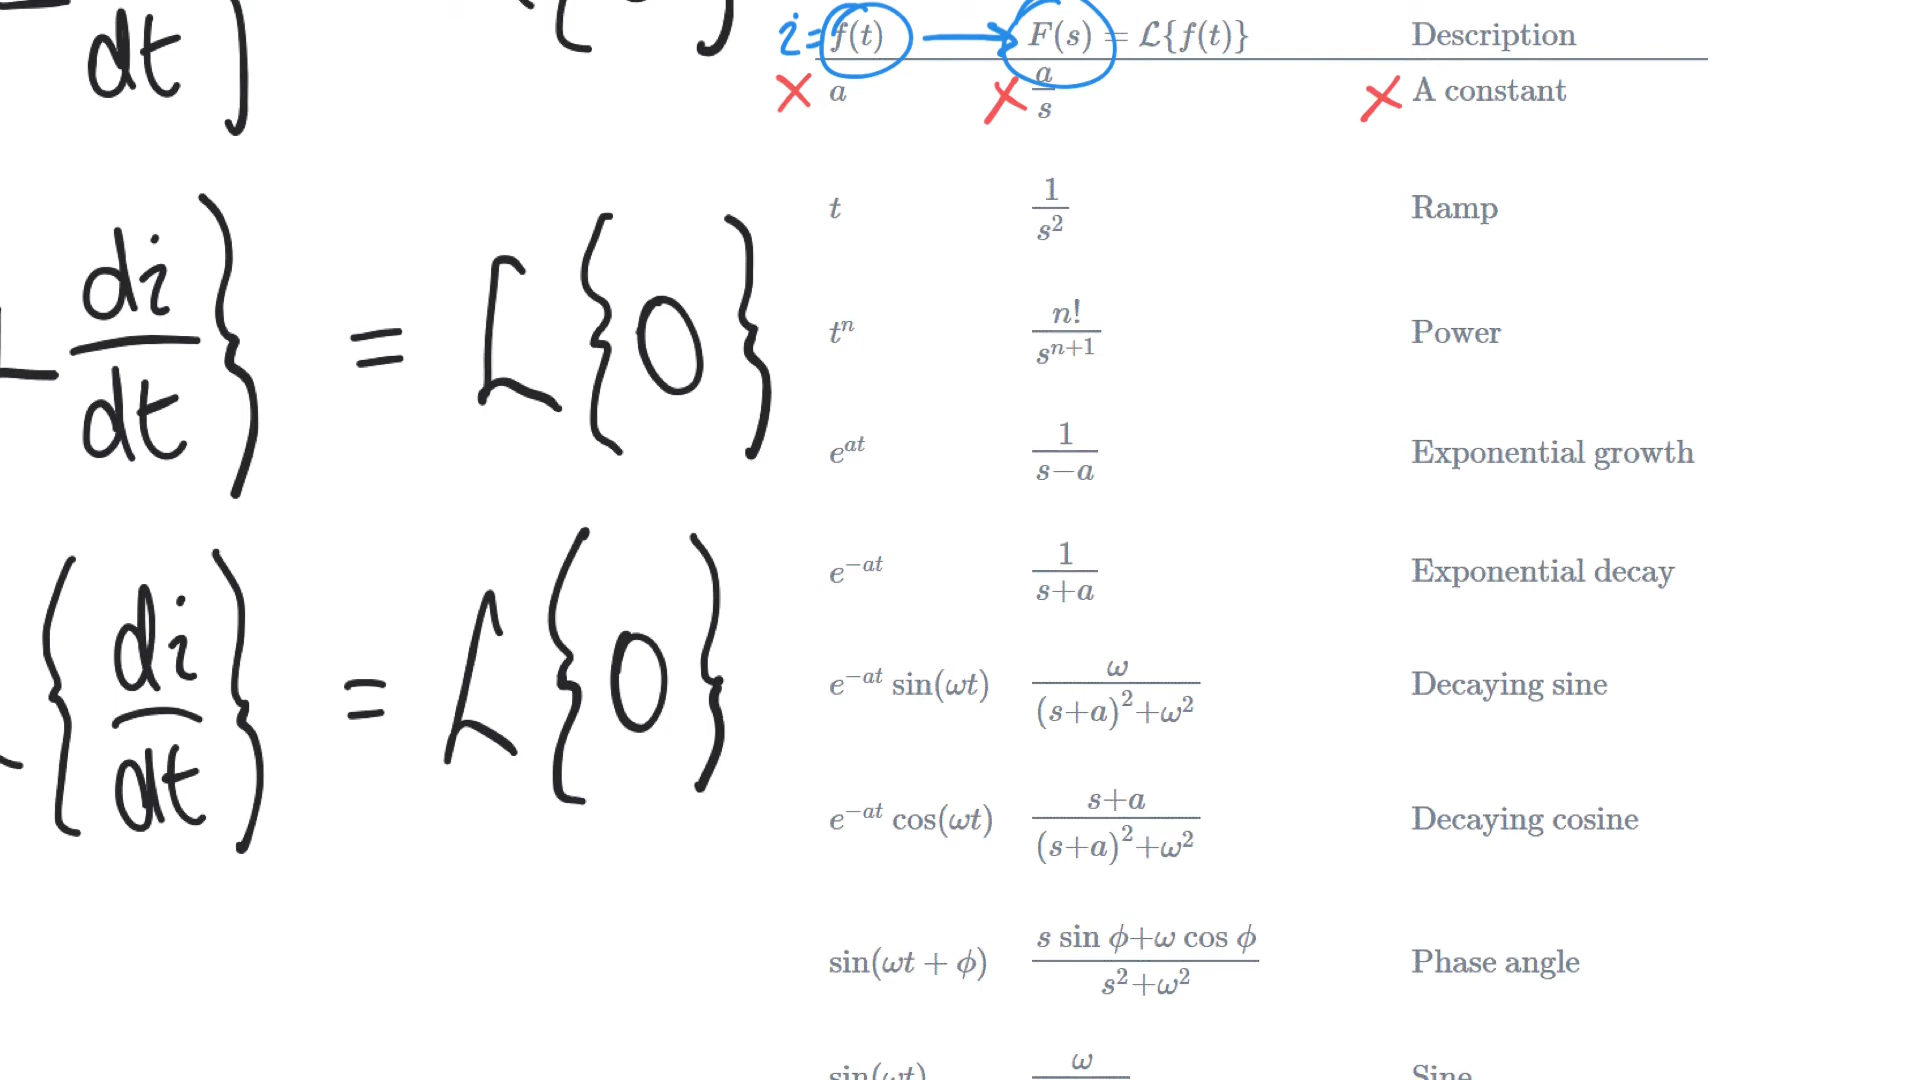 dt } { }
i = f(t) → F(s) = ℒ{f(t)} Description
× a × a/s × A constant
t 1/s² Ramp
L di/dt } = ℒ{0}
tⁿ n!/sⁿ⁺¹ Power
eᵃᵗ 1/(s−a) Exponential growth
e⁻ᵃᵗ 1/(s+a) Exponential decay
{ di/dt } = ℒ{0}
e⁻ᵃᵗ sin(ωt) ω/((s+a)²+ω²) Decaying sine
e⁻ᵃᵗ cos(ωt) (s+a)/((s+a)²+ω²) Decaying cosine
sin(ωt + ϕ) (s sin ϕ+ω cos ϕ)/(s²+ω²) Phase angle
sin(ωt) ω Sine